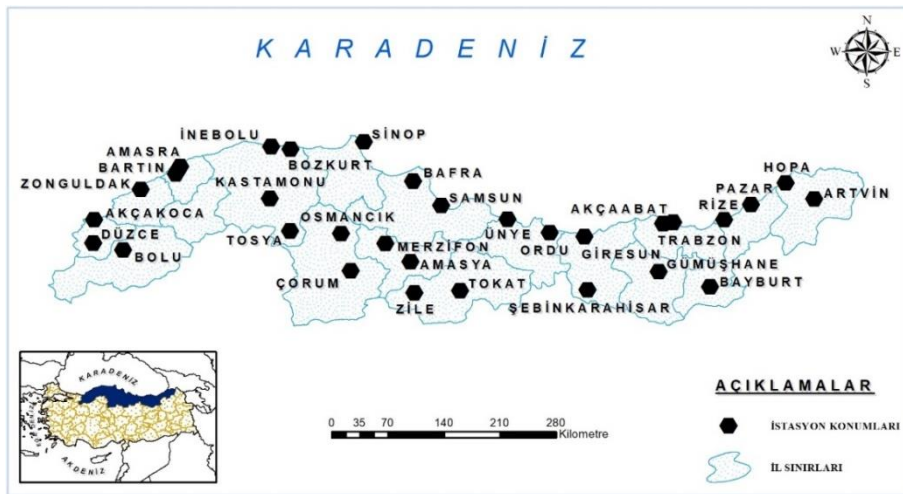 KARADENİZ
N
W E
S
İNEBOLU
SİNOP
AMASRA
BARTIN
BOZKURT
ZONGULDAK
KASTAMONU
BAFRA
HOPA
SAMSUN
PAZAR
ARTVİN
AKÇAKOCA
OSMANCIK
AKÇAABAT
RİZE
DÜZCE
TOSYA
ÜNYE
BOLU
MERZİFON
ORDU
TRABZON
GİRESUN
AMASYA
GÜMÜŞHANE
ÇORUM
TOKAT
BAYBURT
ZİLE
ŞEBİNKARAHİSAR
KARADENİZ
AKDENİZ
AÇIKLAMALAR
İSTASYON KONUMLARI
İL SINIRLARI
0 35 70 140 210 280
Kilometre